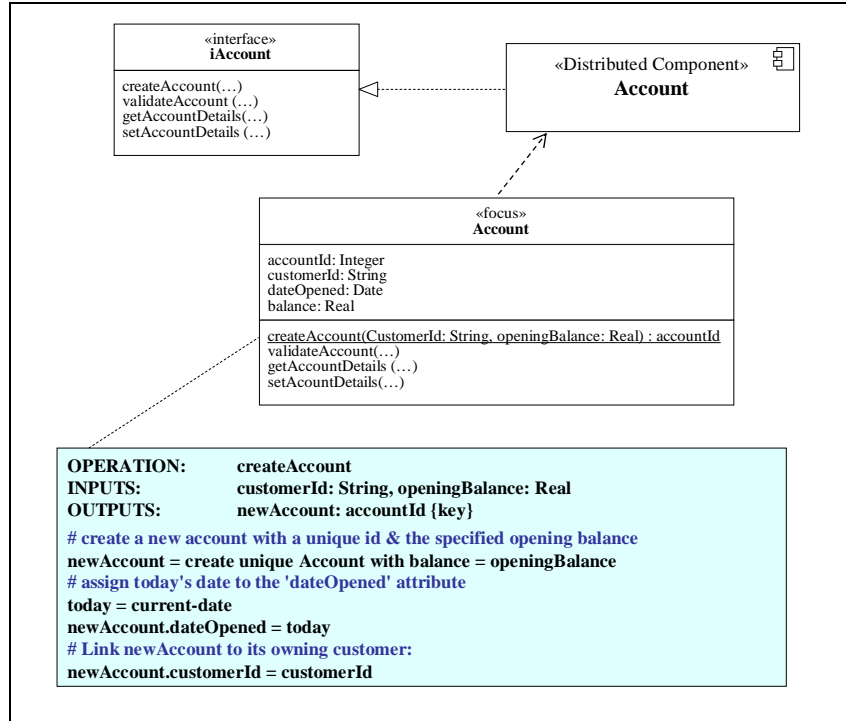 «interface»
iAccount
createAccount(…)
validateAccount (…)
getAccountDetails(…)
setAccountDetails (…)
«Distributed Component»
Account
«focus»
Account
accountId: Integer
customerId: String
dateOpened: Date
balance: Real
createAccount(CustomerId: String, openingBalance: Real) : accountId
validateAccount(…)
getAccountDetails (…)
setAcountDetails(…)
OPERATION: createAccount
INPUTS: customerId: String, openingBalance: Real
OUTPUTS: newAccount: accountId {key}
# create a new account with a unique id & the specified opening balance
newAccount = create unique Account with balance = openingBalance
# assign today's date to the 'dateOpened' attribute
today = current-date
newAccount.dateOpened = today
# Link newAccount to its owning customer:
newAccount.customerId = customerId